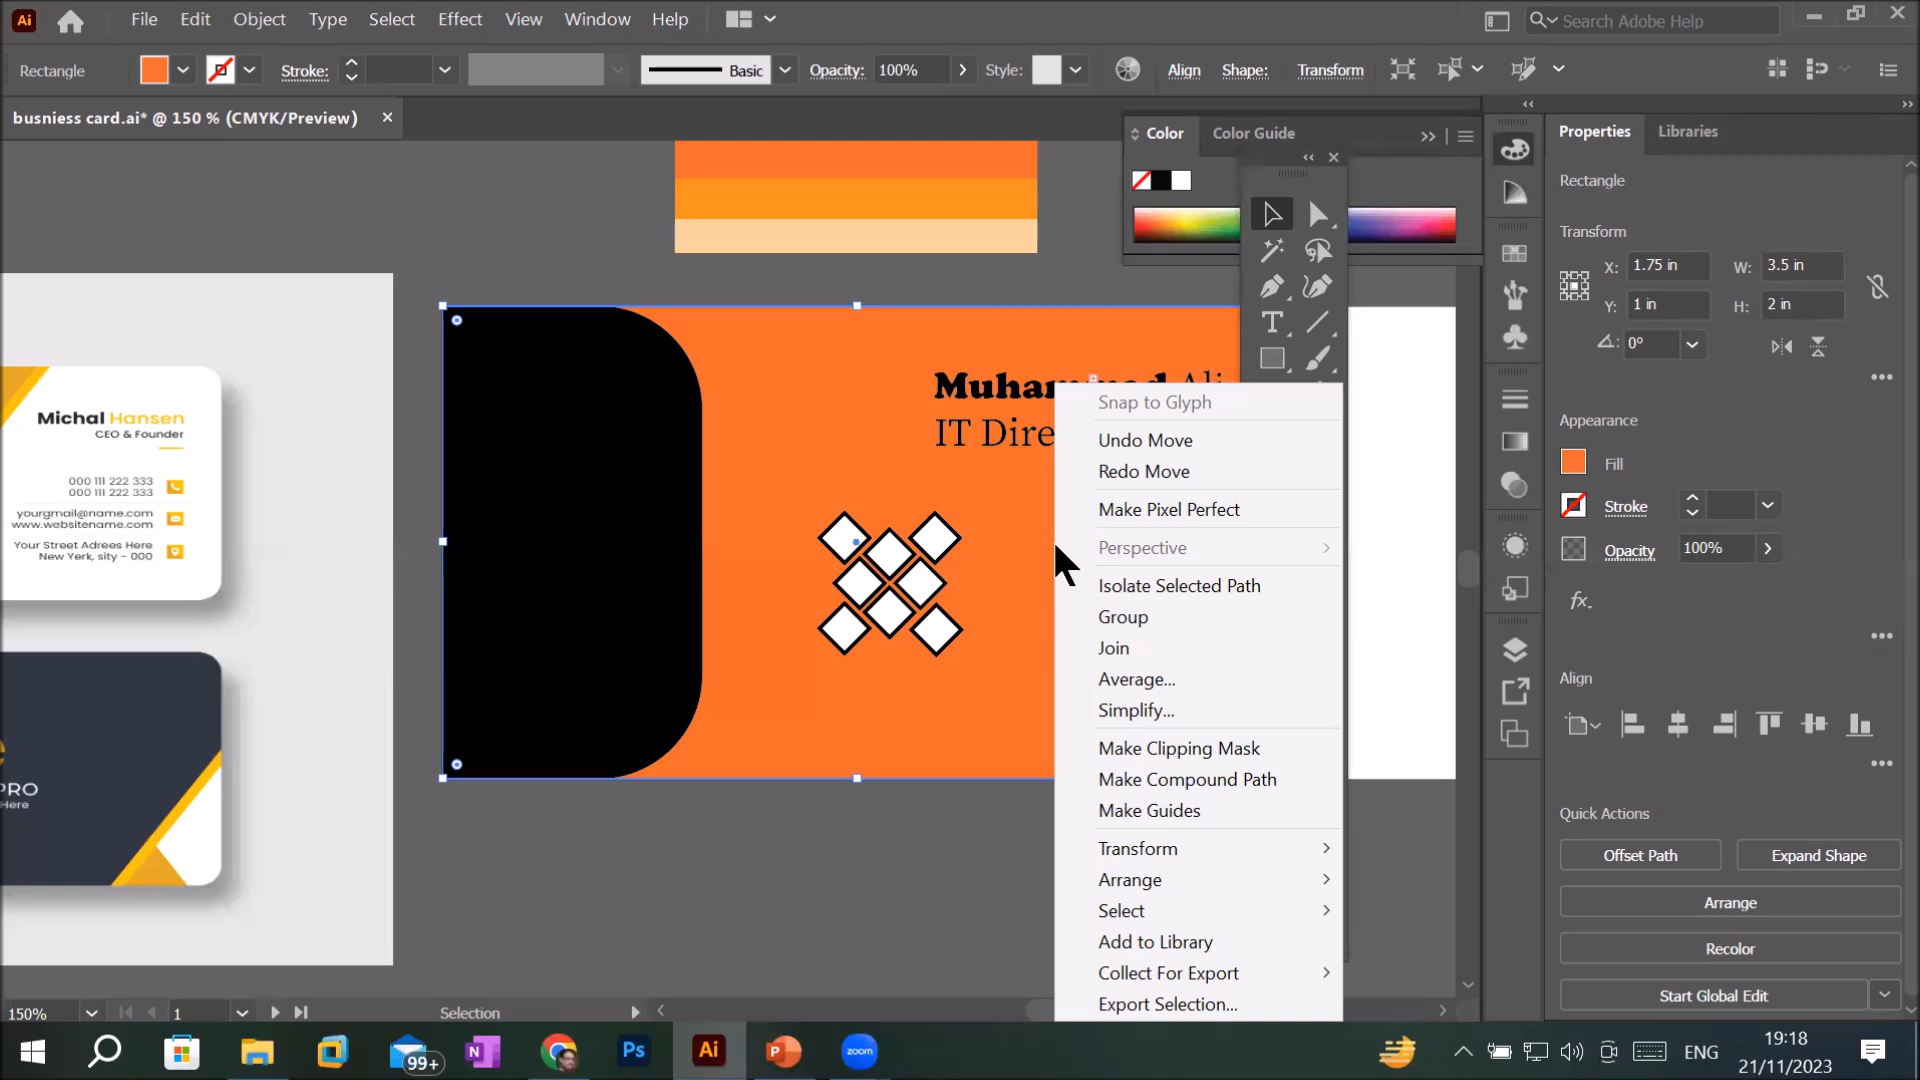 Ai File Edit Object Type Select Effect View Window Help Search Adobe Help
Rectangle Stroke: Basic Opacity: 100% Style: Align Shape: Transform
busniess card.ai* @ 150 % (CMYK/Preview)
Color Color Guide
Properties Libraries
Rectangle
Transform
X: 1.75 in W: 3.5 in
Y: 1 in H: 2 in
0°
Appearance
Fill
Stroke
Opacity 100%
fx.
Align
Quick Actions
Offset Path Expand Shape
Arrange
Recolor
Start Global Edit
Michal Hansen
CEO & Founder
000 111 222 333
000 111 222 333
yourgmail@name.com
www.websitename.com
Your Street Adrees Here
New Yerk, sity - 000
PRO
Here
Muhammad Ali
IT Dire
Snap to Glyph
Undo Move
Redo Move
Make Pixel Perfect
Perspective
Isolate Selected Path
Group
Join
Average...
Simplify...
Make Clipping Mask
Make Compound Path
Make Guides
Transform
Arrange
Select
Add to Library
Collect For Export
Export Selection...
150% 1 Selection
99+ N Ps Ai P zoom ENG 19:18
21/11/2023